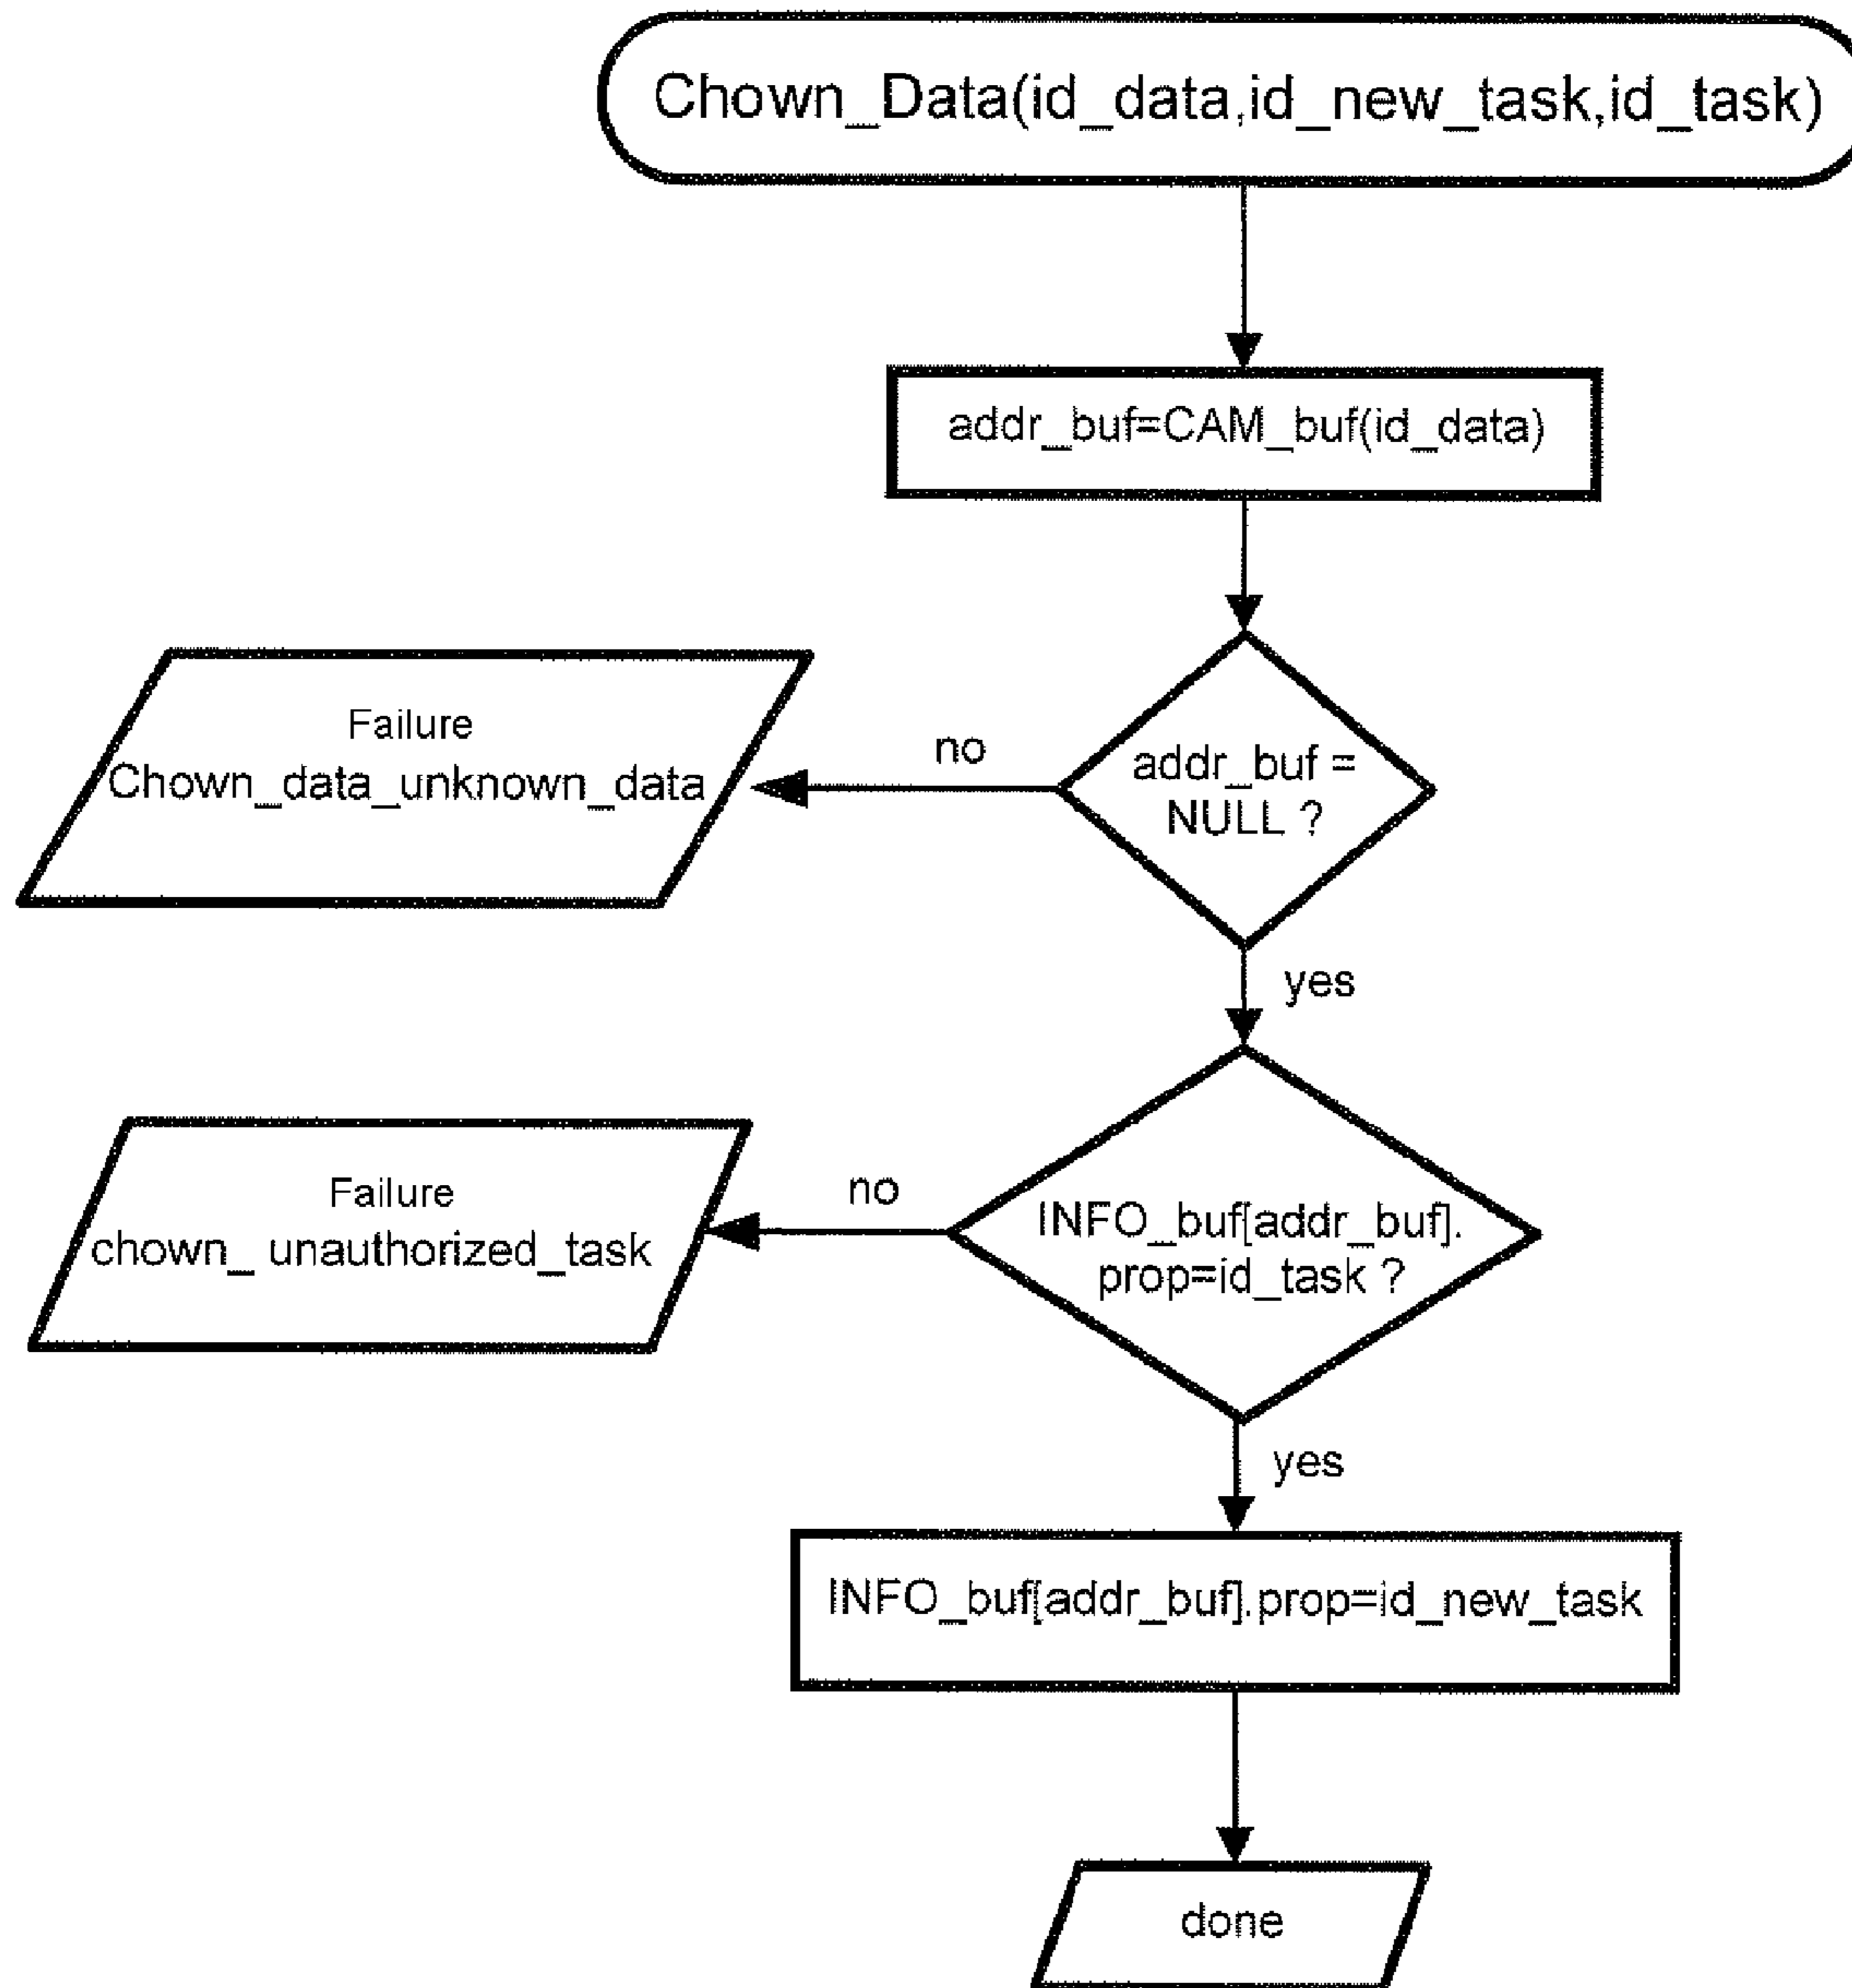 Chown_Data(id_data,id_new_task,id_task)
addr_buf=CAM_buf(id_data)
addr_buf =
NULL ?
no
Failure
Chown_data_unknown_data
yes
INFO_buf[addr_buf].
prop=id_task ?
no
Failure
chown_ unauthorized_task
yes
INFO_buf[addr_buf].prop=id_new_task
done